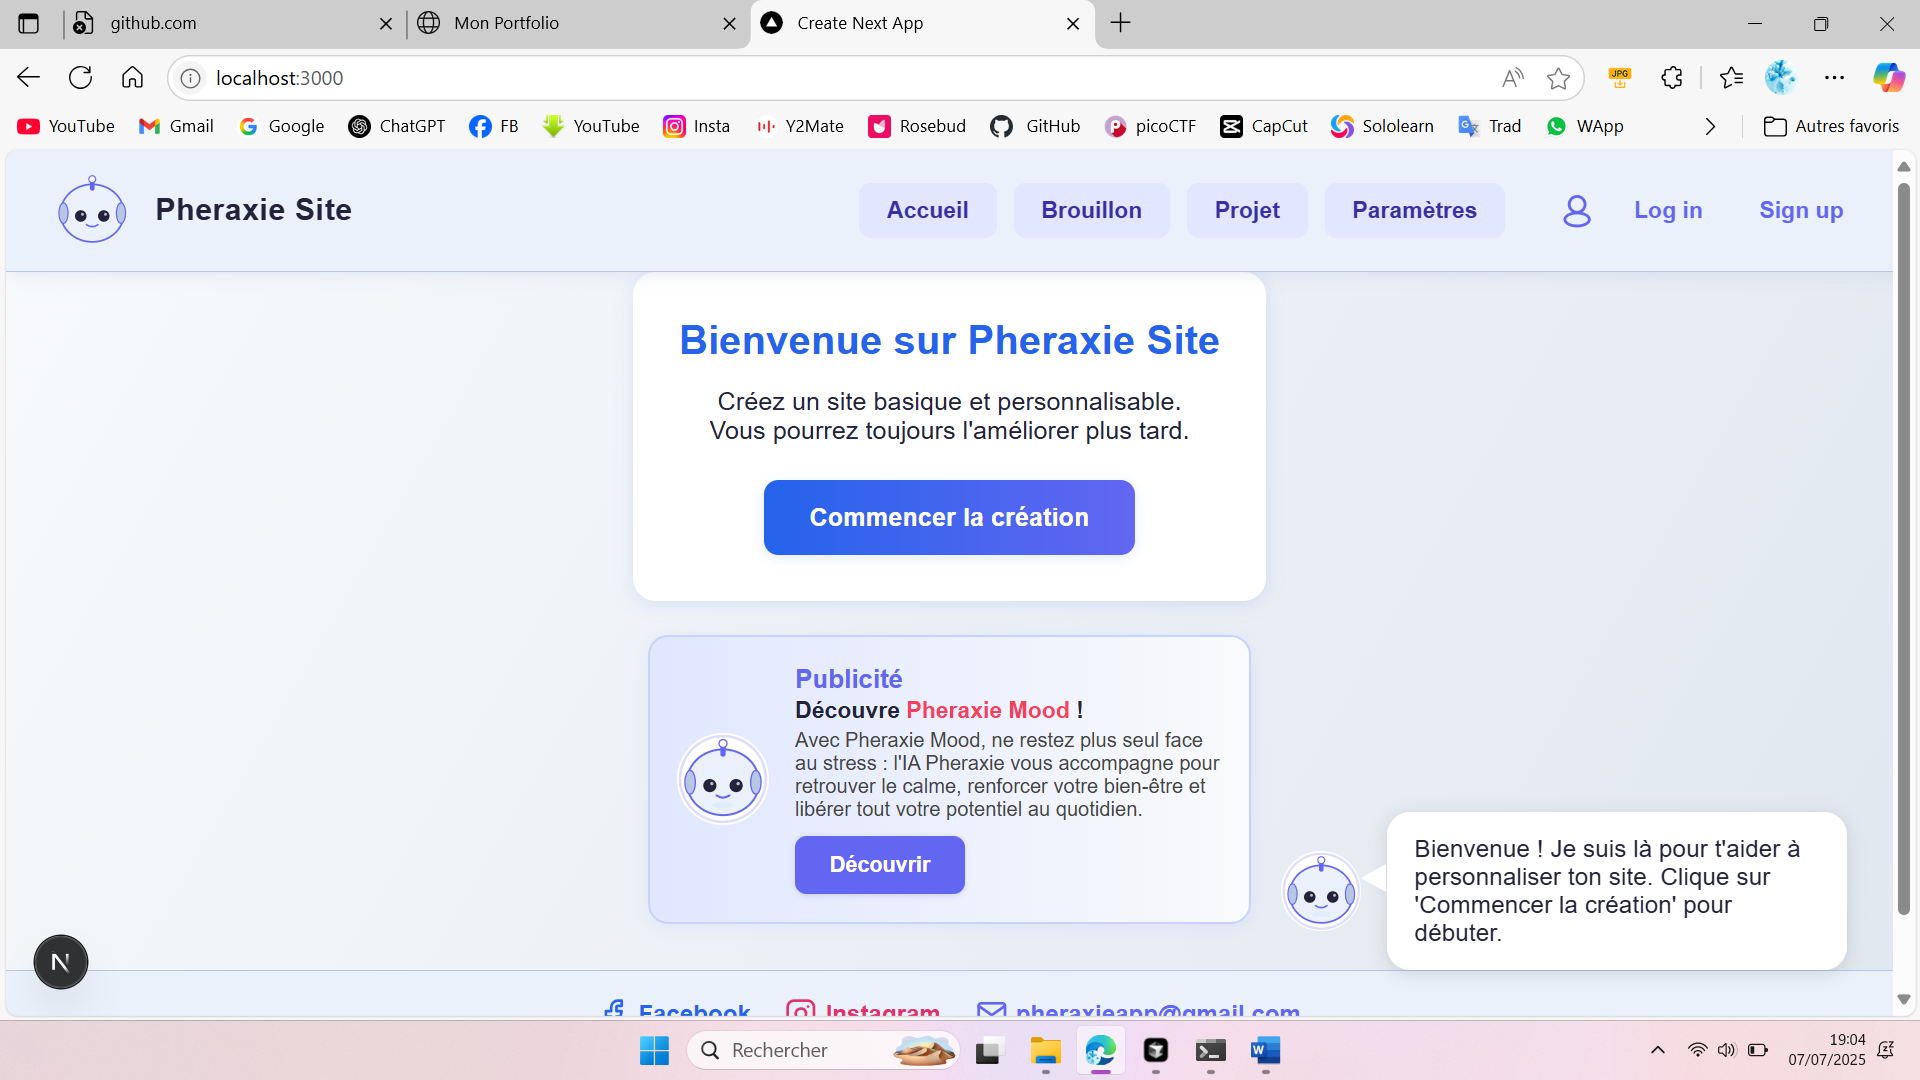 github.com
Mon Portfolio
Create Next App
localhost:3000
YouTube
Gmail
Google
ChatGPT
FB
YouTube
Insta
Y2Mate
Rosebud
GitHub
picoCTF
CapCut
Sololearn
Trad
WApp
Autres favoris
JPG
Pheraxie Site
Accueil
Brouillon
Projet
Paramètres
Log in
Sign up
Bienvenue sur Pheraxie Site
Créez un site basique et personnalisable.
Vous pourrez toujours l'améliorer plus tard.
Commencer la création
Publicité
Découvre Pheraxie Mood !
Avec Pheraxie Mood, ne restez plus seul face
au stress : l'IA Pheraxie vous accompagne pour
retrouver le calme, renforcer votre bien-être et
libérer tout votre potentiel au quotidien.
Découvrir
Bienvenue ! Je suis là pour t'aider à
personnaliser ton site. Clique sur
'Commencer la création' pour
débuter.
N
Facebook
Instagram
pheraxieapp@gmail.com
Rechercher
19:04
07/07/2025